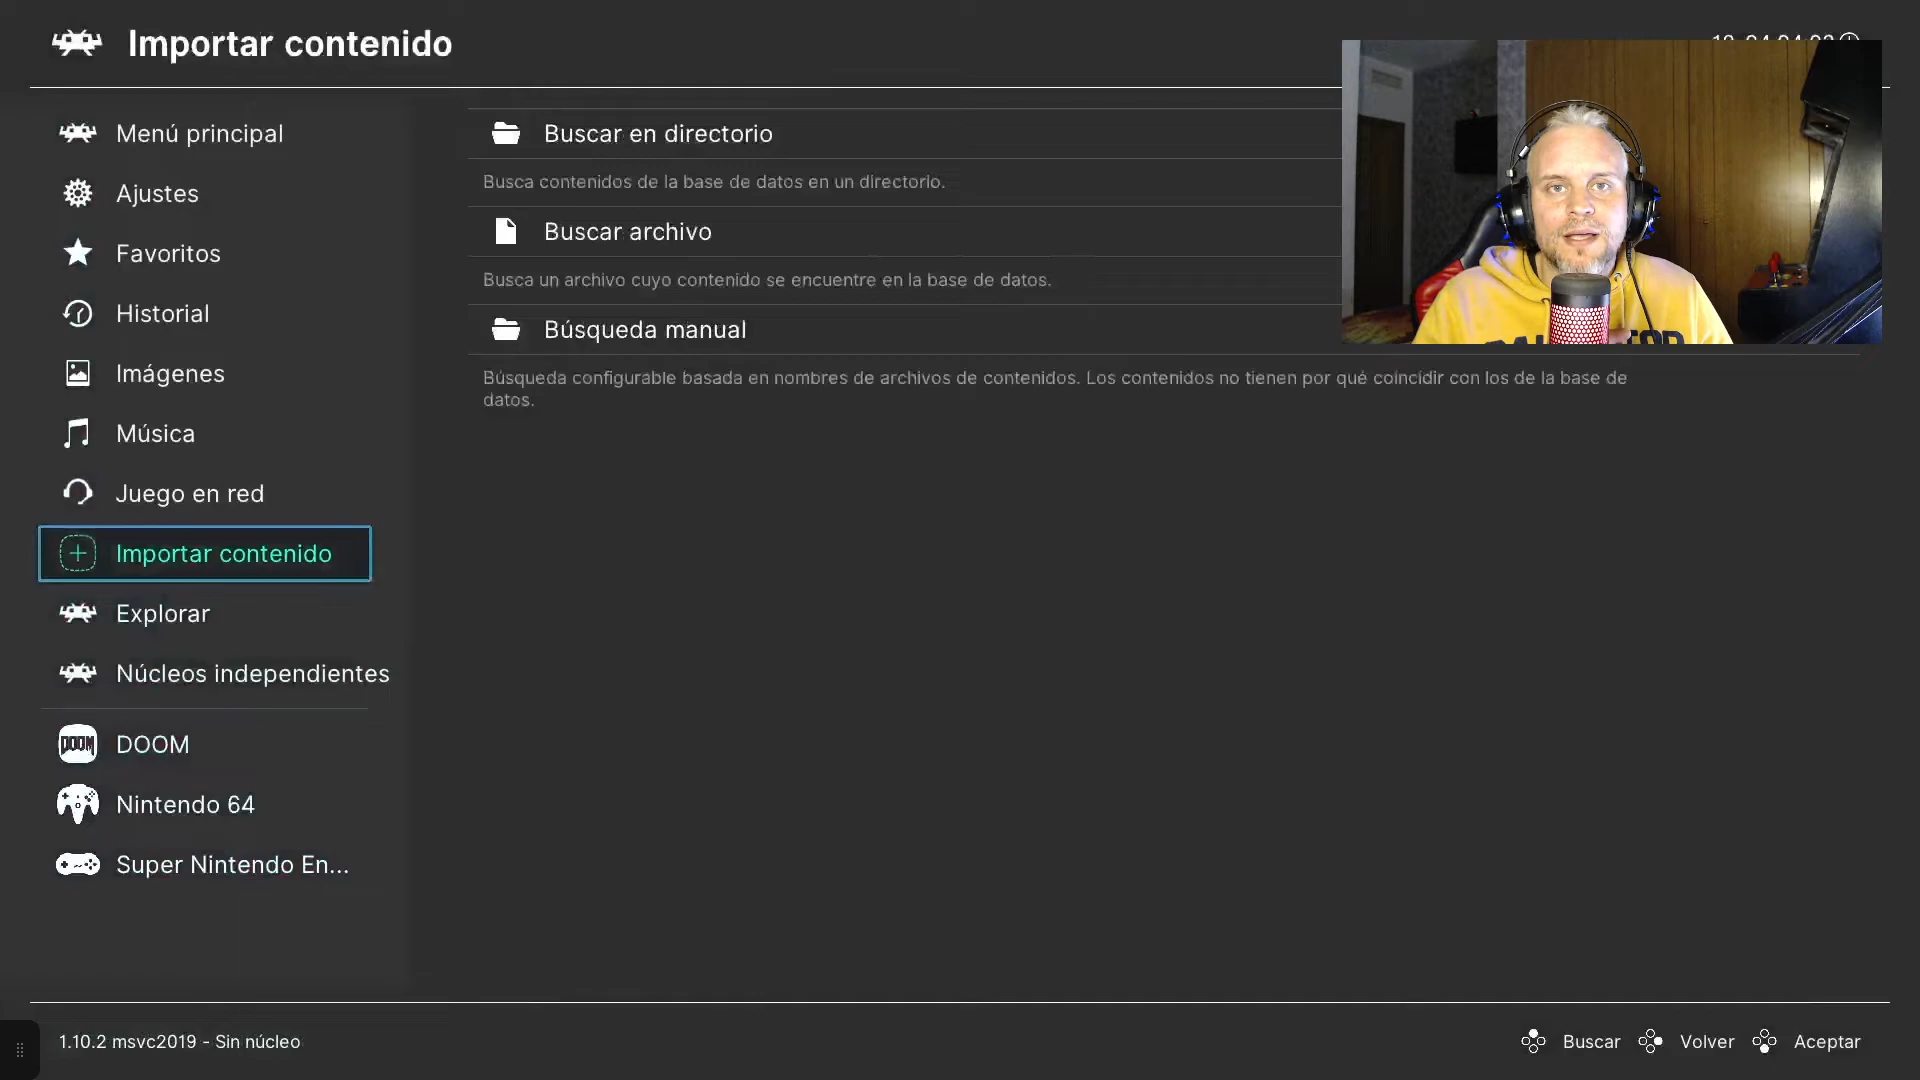 Importar contenido
Menú principal
Ajustes
Favoritos
Historial
Imágenes
Música
Juego en red
Importar contenido
Explorar
Núcleos independientes
DOOM
DOOM
Nintendo 64
Super Nintendo En...
Buscar en directorio
Busca contenidos de la base de datos en un directorio.
Buscar archivo
Busca un archivo cuyo contenido se encuentre en la base de datos.
Búsqueda manual
Búsqueda configurable basada en nombres de archivos de contenidos. Los contenidos no tienen por qué coincidir con los de la base de
datos.
1.10.2 msvc2019 - Sin núcleo
Buscar
Volver
Aceptar